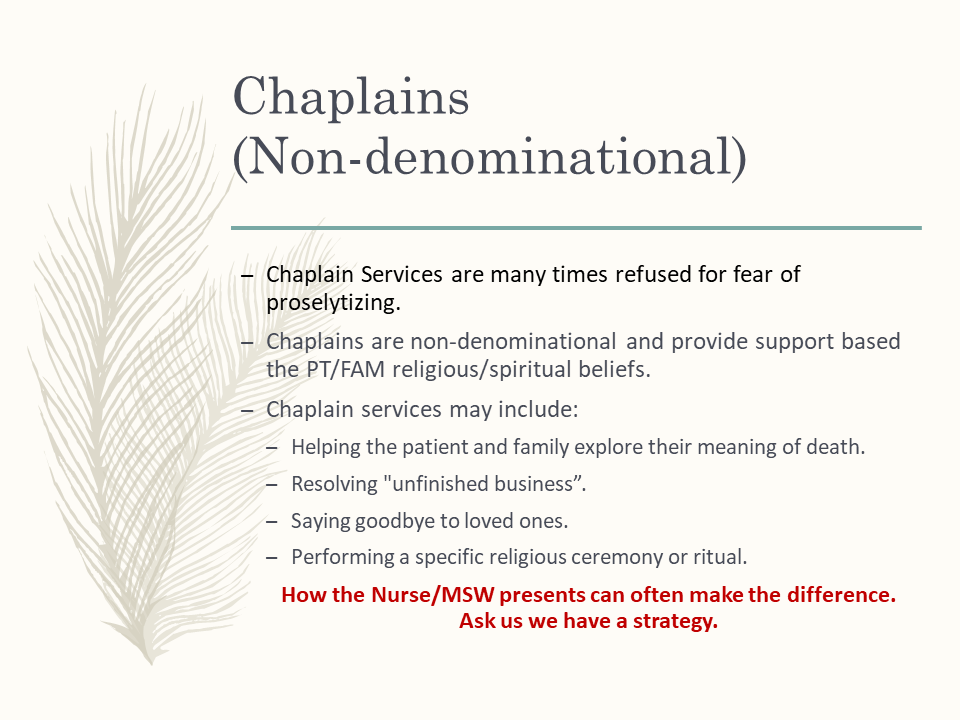 Chaplains
(Non-denominational)
– Chaplain Services are many times refused for fear of
proselytizing.
– Chaplains are non-denominational and provide support based
the PT/FAM religious/spiritual beliefs.
– Chaplain services may include:
– Helping the patient and family explore their meaning of death.
– Resolving "unfinished business”.
– Saying goodbye to loved ones.
– Performing a specific religious ceremony or ritual.
How the Nurse/MSW presents can often make the difference.
Ask us we have a strategy.